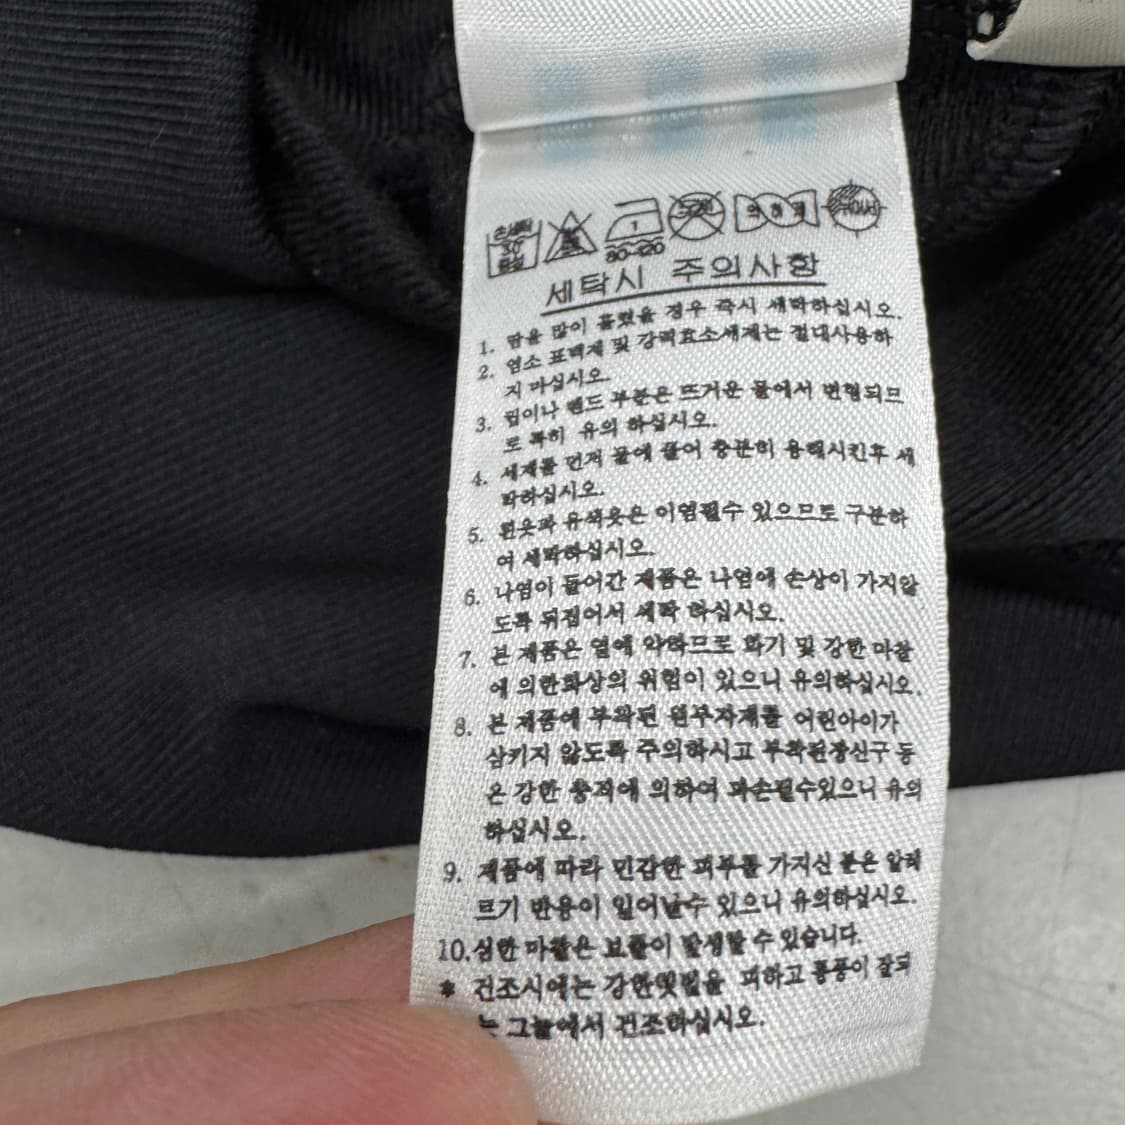 손세탁
30
중성
1
80~120
세탁시 주의사항
1. 땀을 많이 흘렸을 경우 즉시 세탁하십시오.
2. 염소 표백제 및 강력효소세제는 절대사용하
지 마십시오.
3. 밴드 부분은 뜨거운 물에서 변형되므
로 특히 유의 하십시오.
4. 세제를 먼저 물에 풀어 충분히 용해시킨후 세
탁하십시오.
5. 흰옷과 유색옷은 이염될수 있으므로 구분하
여 세탁하십시오.
6. 나염이 들어간 제품은 나염에 손상이 가지않
도록 뒤집어서 세탁 하십시오.
7. 본 제품은 열에 약하므로 화기 및 강한 마찰
에 의한화상의 위험이 있으니 유의하십시오.
8. 본 제품에 부착된 원부자재를 어린아이가
삼키지 않도록 주의하시고 부착된장신구 등
은 강한 충격에 의하여 파손될수있으니 유의
하십시오.
9. 제품에 따라 민감한 피부를 가지신 분은 알레
르기 반응이 일어날수 있으니 유의하십시오.
10.심한 마찰은 보풀이 발생할 수 있습니다.
* 건조시에는 강한햇빛을 피하고 통풍이 잘되
는 그늘에서 건조하십시오.